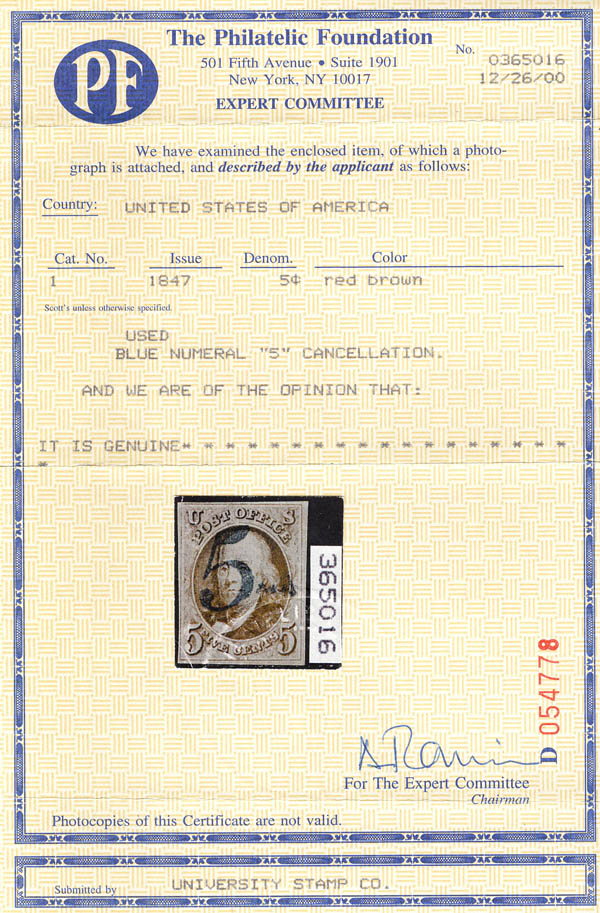 PF
The Philatelic Foundation
501 Fifth Avenue • Suite 1901
New York, NY 10017
EXPERT COMMITTEE
No. 0365016
12/26/00
We have examined the enclosed item, of which a photo-
graph is attached, and described by the applicant as follows:
Country: UNITED STATES OF AMERICA
Cat. No. Issue Denom. Color
1 1847 5¢ red brown
Scott's unless otherwise specified.
USED
BLUE NUMERAL "5" CANCELLATION.
AND WE ARE OF THE OPINION THAT:
IT IS GENUINE* * * * * * * * * * * * * * * * * *
*
U S
POST OFFICE
5
5 FIVE CENTS 5
365016
D 054778
For The Expert Committee
Chairman
Photocopies of this Certificate are not valid.
Submitted by UNIVERSITY STAMP CO.